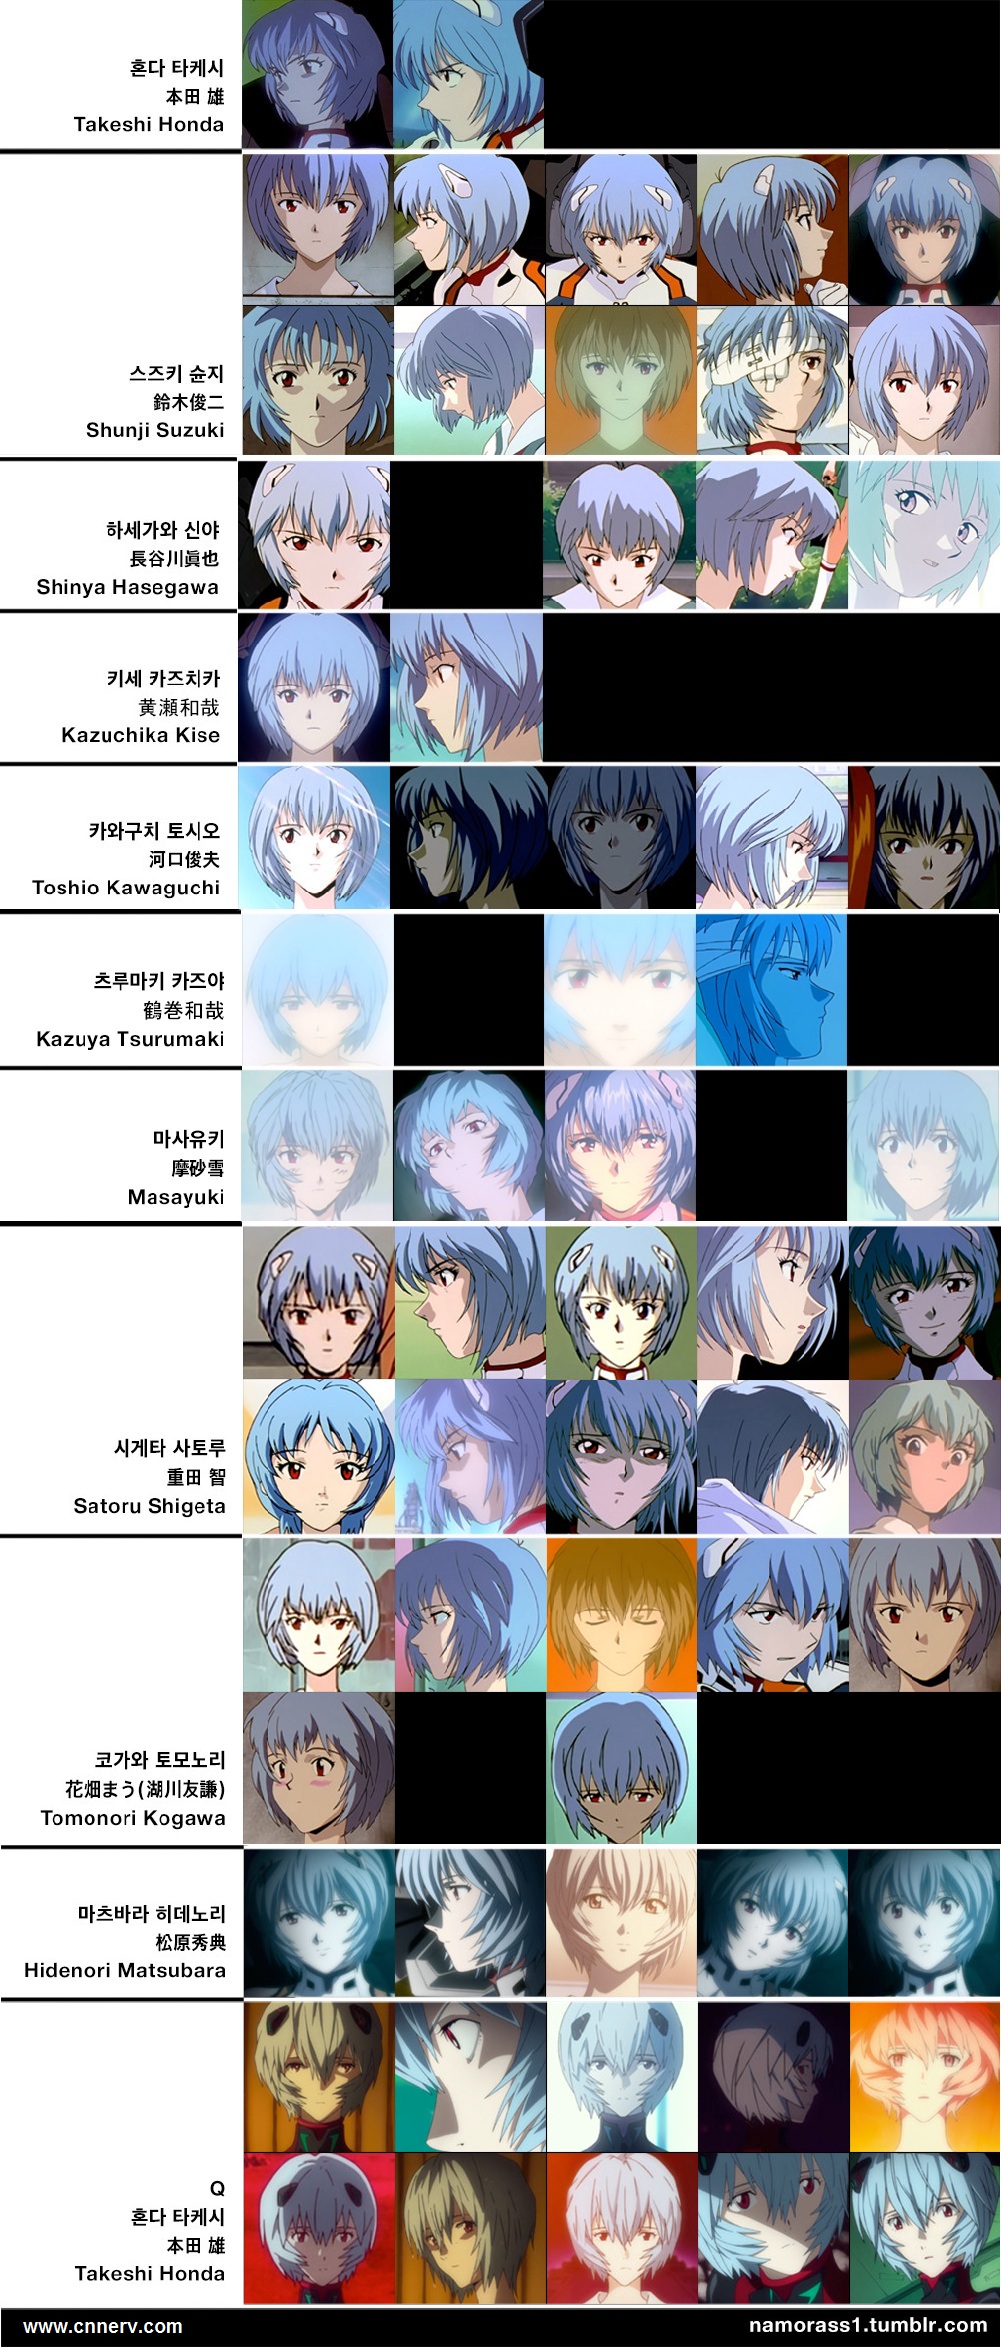 혼다 타케시
本田 雄
Takeshi Honda
스즈키 슌지
鈴木俊二
Shunji Suzuki
하세가와 신야
長谷川眞也
Shinya Hasegawa
키세 카즈치카
黄瀬和哉
Kazuchika Kise
카와구치 토시오
河口俊夫
Toshio Kawaguchi
츠루마키 카즈야
鶴巻和哉
Kazuya Tsurumaki
마사유키
摩砂雪
Masayuki
시게타 사토루
重田 智
Satoru Shigeta
코가와 토모노리
花畑まう(湖川友謙)
Tomonori Kogawa
마츠바라 히데노리
松原秀典
Hidenori Matsubara
Q
혼다 타케시
本田 雄
Takeshi Honda
www.cnnerv.com
namorass1.tumblr.com